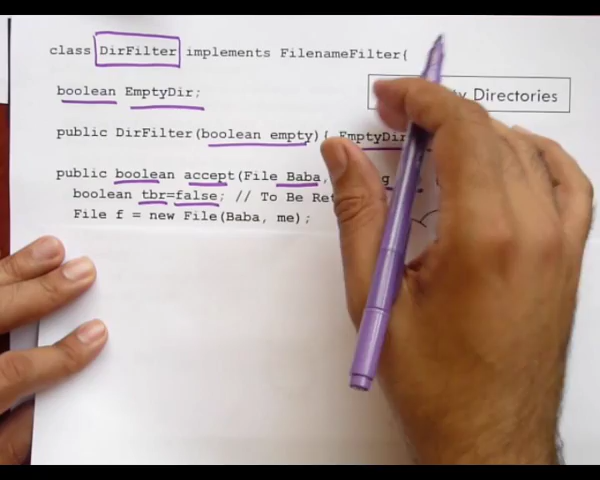 class DirFilter implements FilenameFilter{
Directories
boolean EmptyDir;
public DirFilter(boolean empty){ EmptyDir
public boolean accept(File Baba,
boolean tbr=false; // To Be
File f = new File(Baba, me);